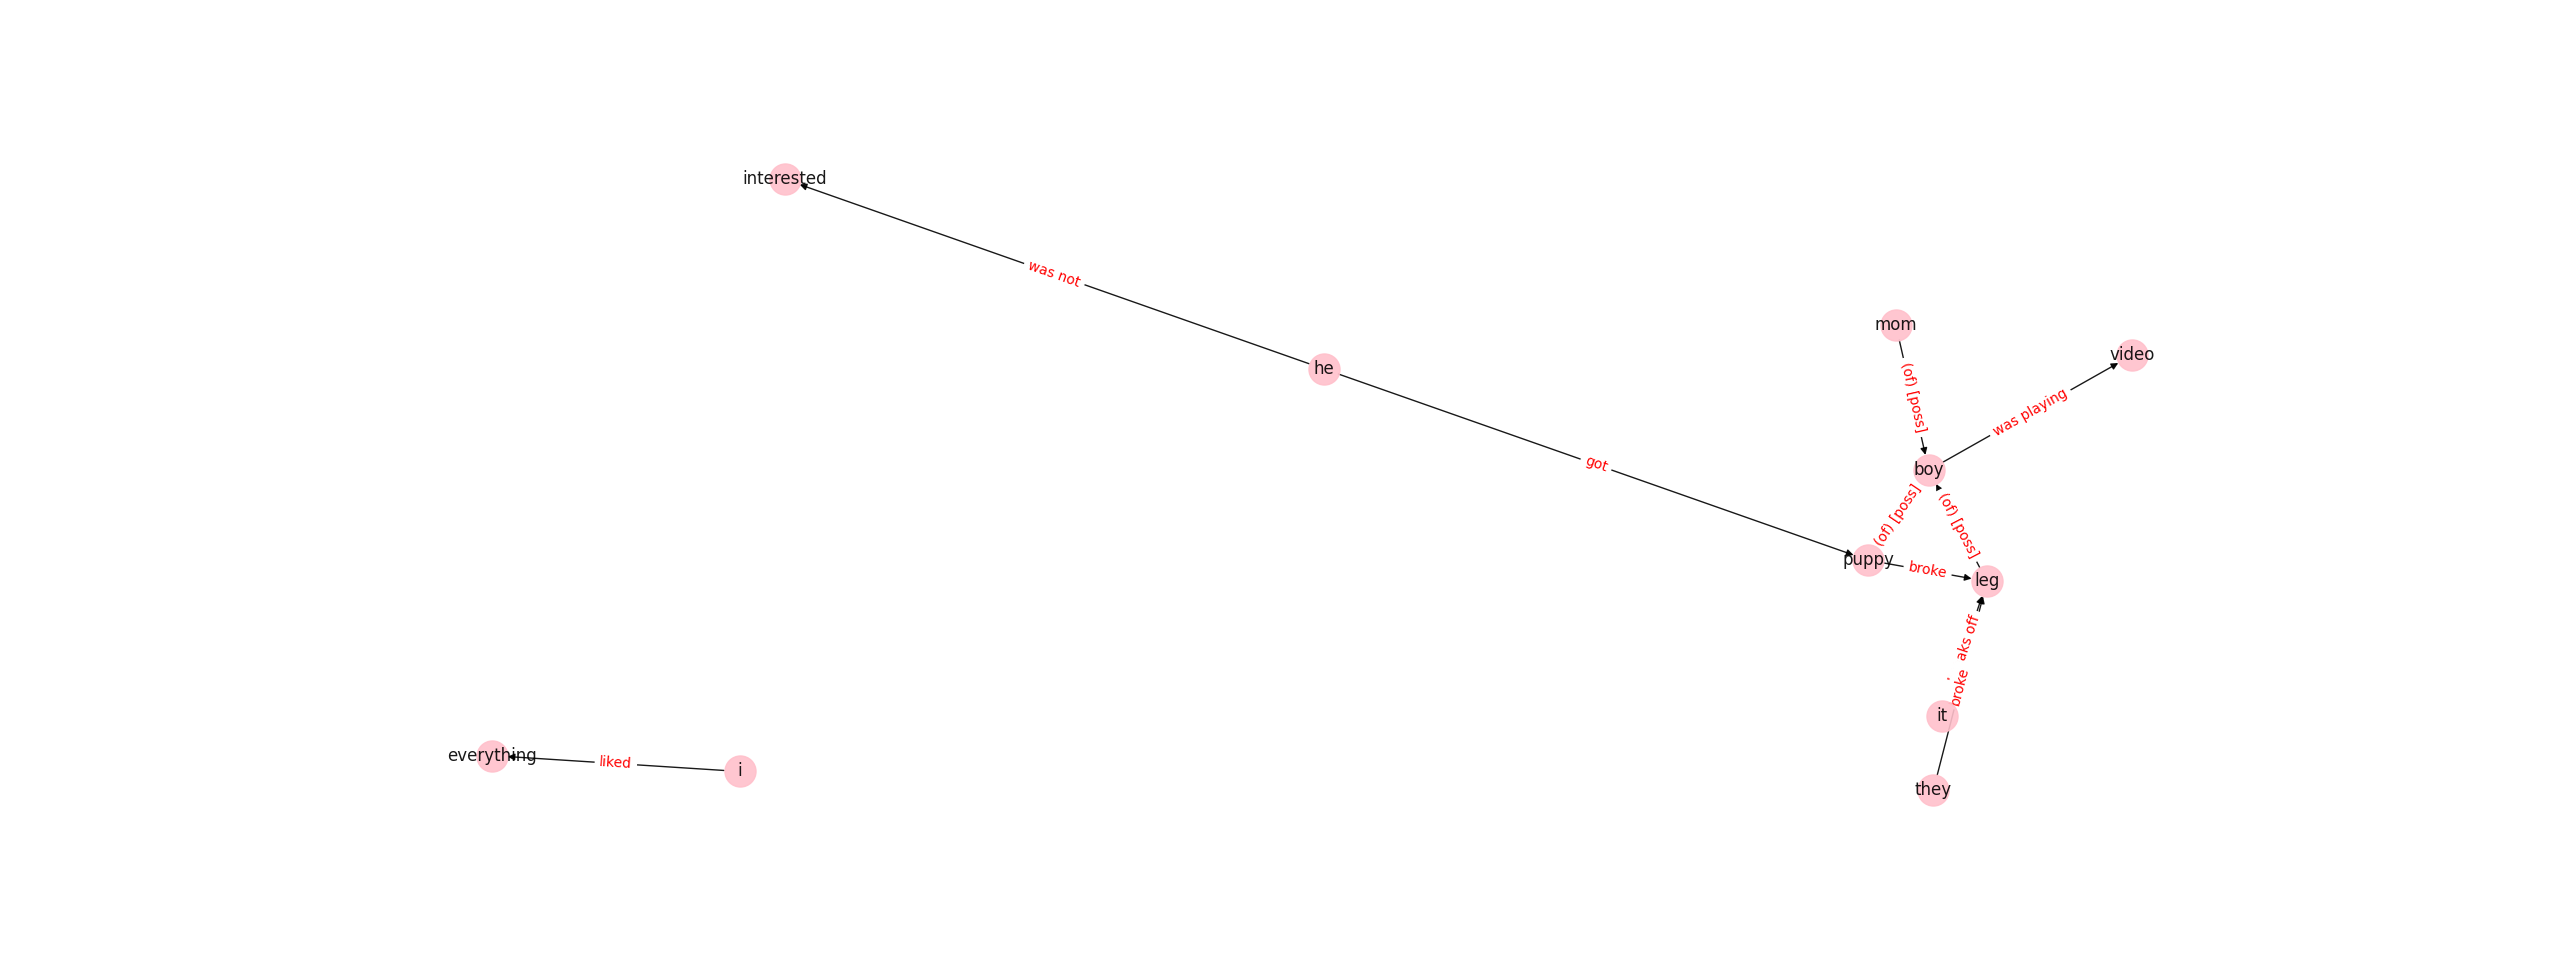 interested
was not
mom
video
he
(of) [poss]
was playing
got
boy
(of) [poss]
(of) [poss]
puppy
broke
leg
aks off
broke
it
everything
liked
i
they